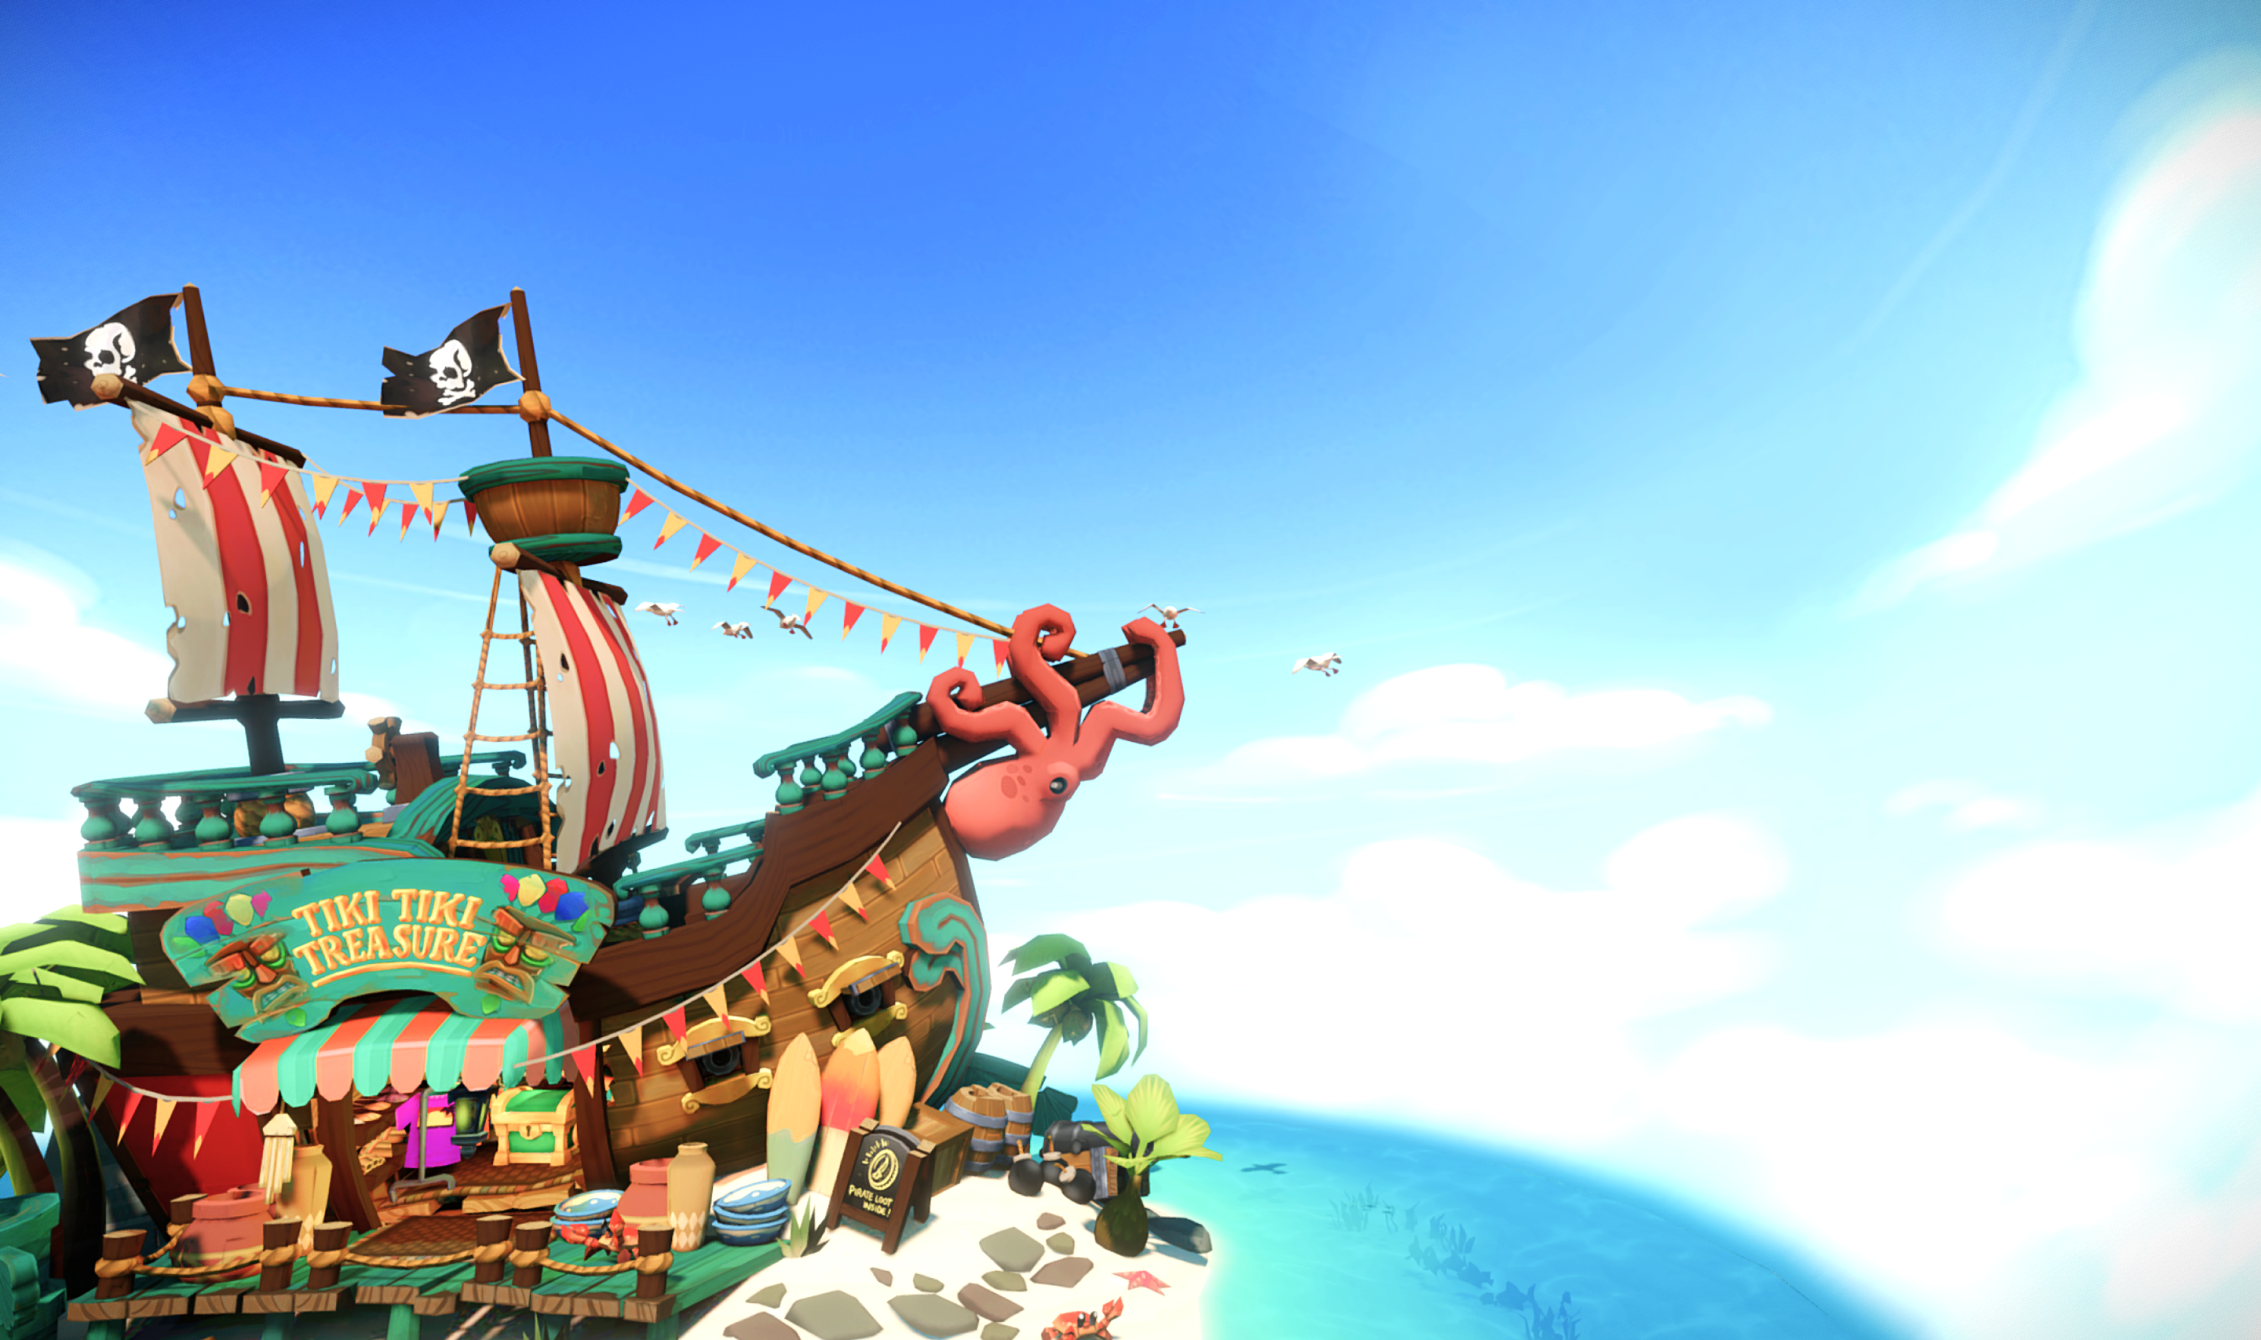 TIKI TIKI
TREASURE
PIRATE LOOT
INSIDE!